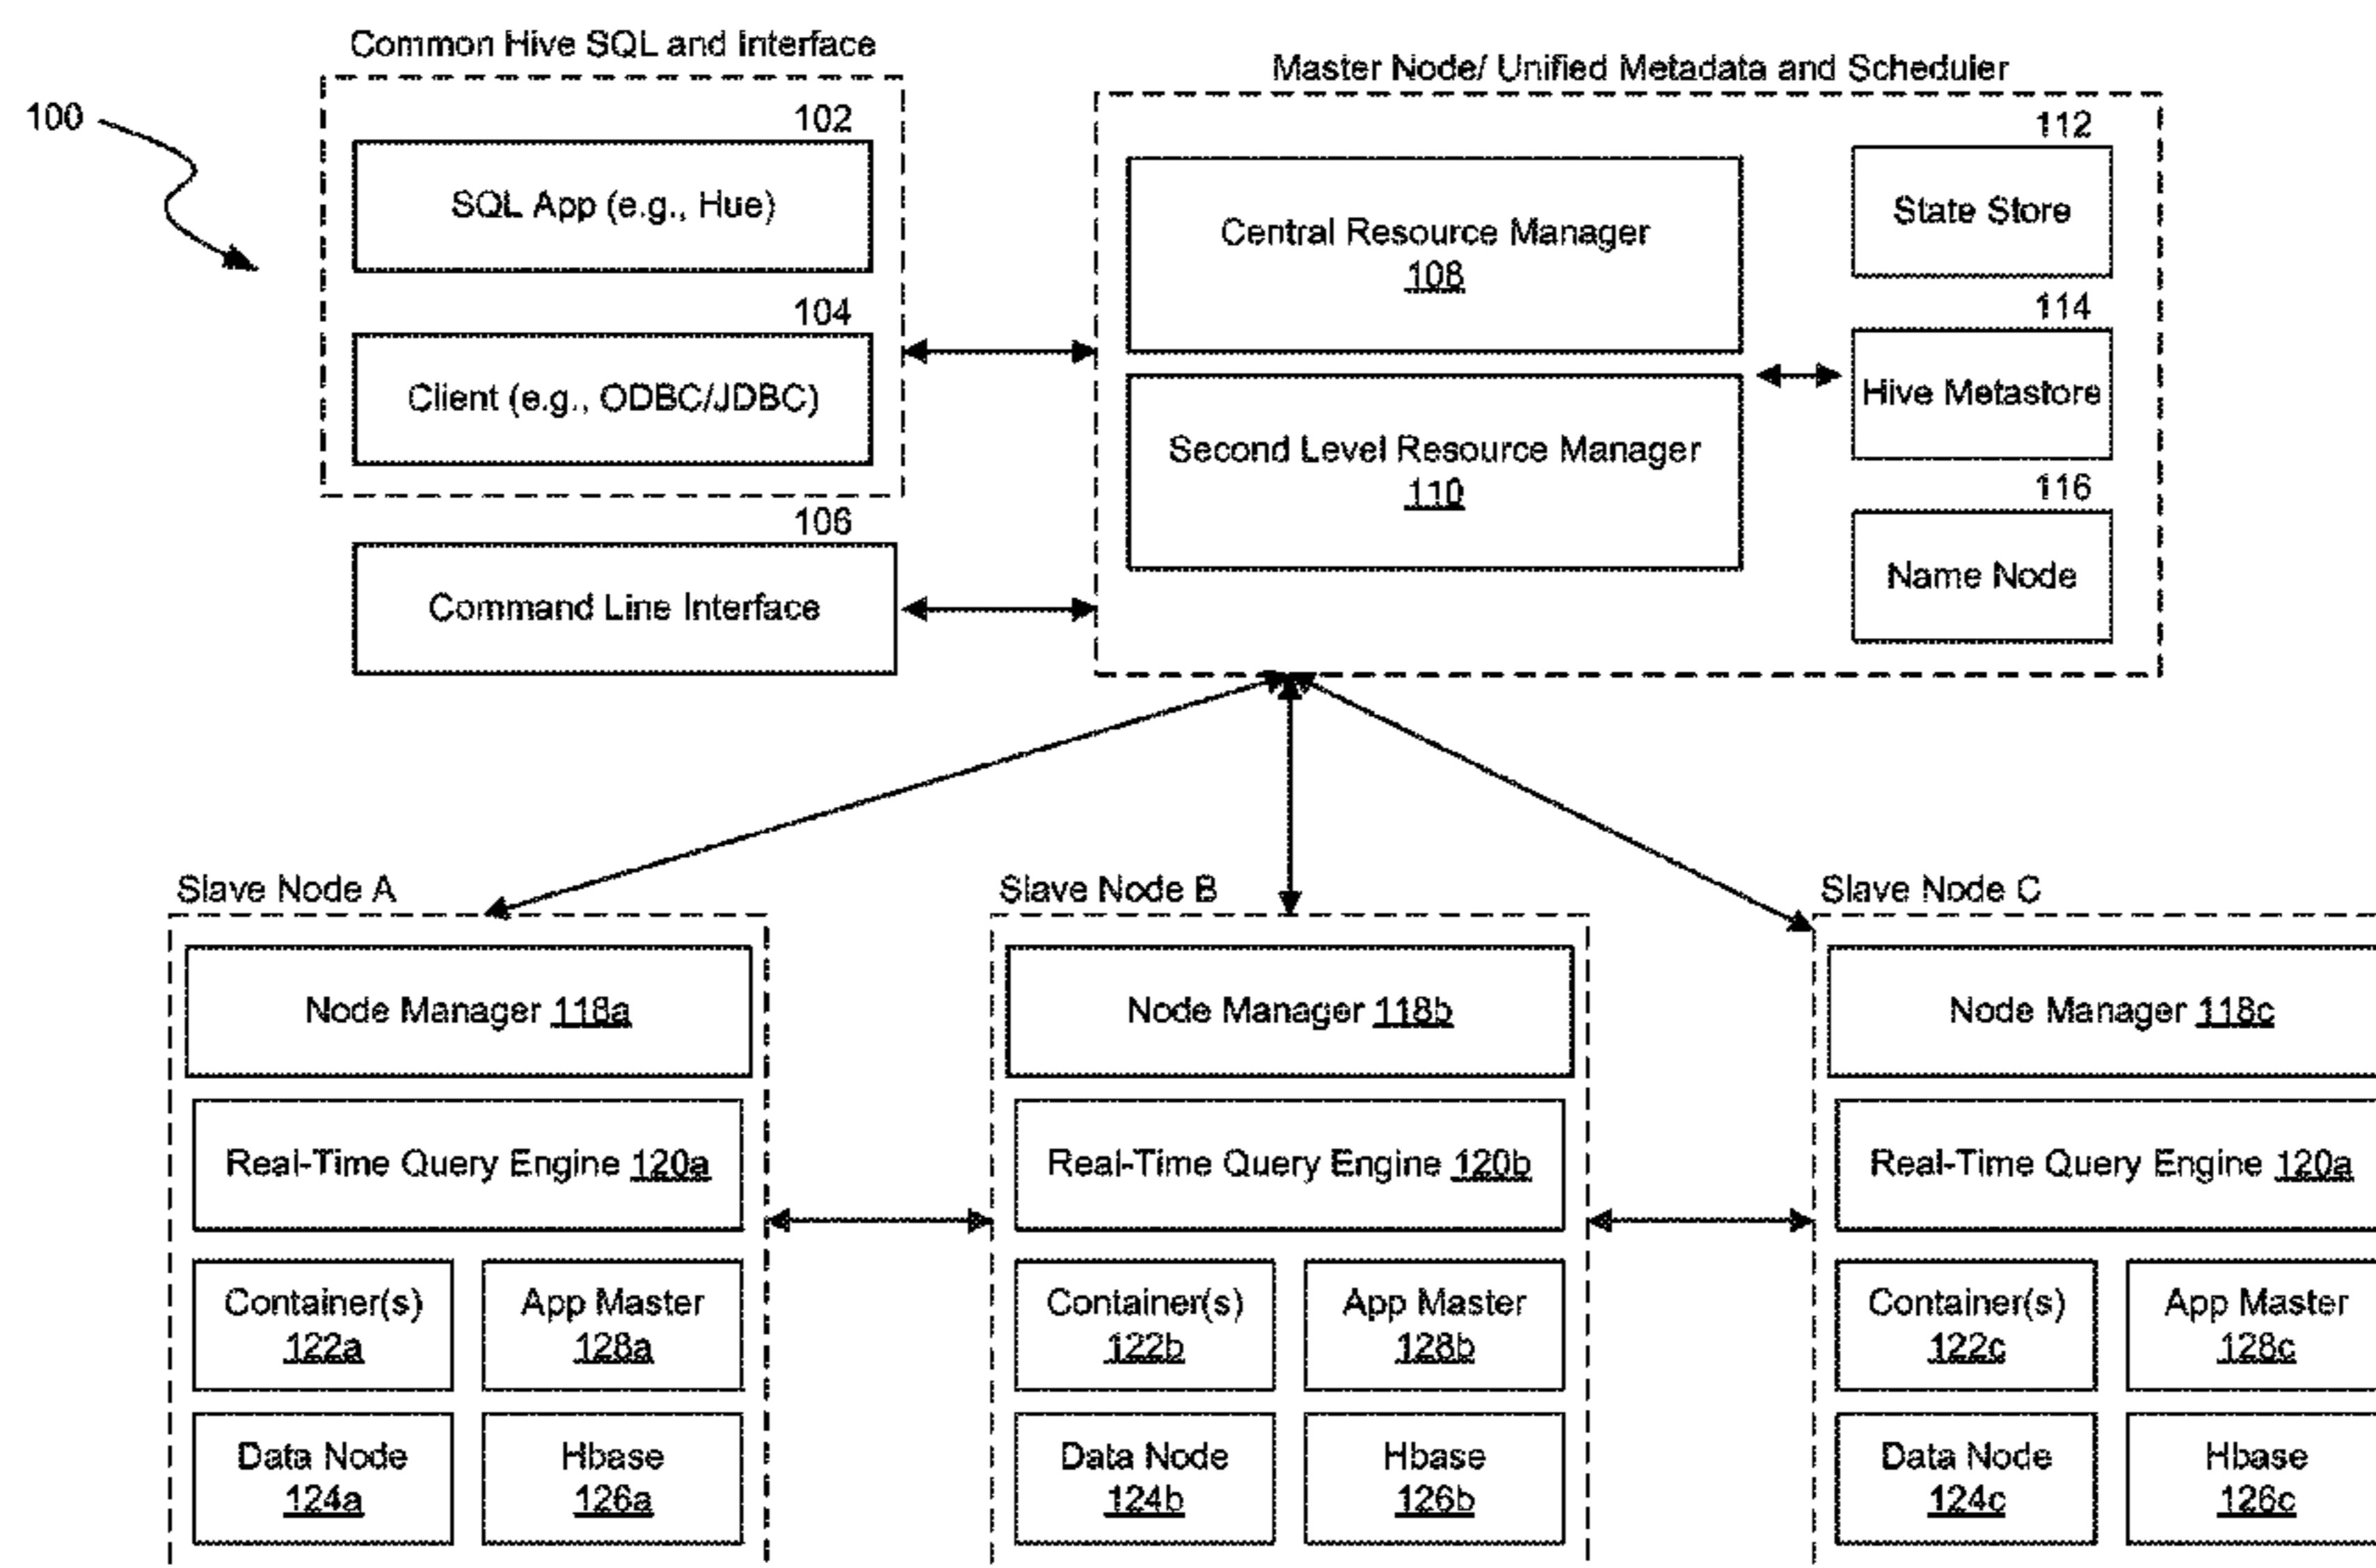 Common Hive SQL and Interface
Master Node/ Unified Metadata and Scheduler
100
102
SQL App (e.g., Hue)
104
Client (e.g., ODBC/JDBC)
106
Command Line Interface
Central Resource Manager
108
Second Level Resource Manager
110
112
State Store
114
Hive Metastore
116
Name Node
Slave Node A
Node Manager 118a
Real-Time Query Engine 120a
Container(s)
122a
App Master
128a
Data Node
124a
Hbase
126a
Slave Node B
Node Manager 118b
Real-Time Query Engine 120b
Container(s)
122b
App Master
128b
Data Node
124b
Hbase
126b
Slave Node C
Node Manager 118c
Real-Time Query Engine 120a
Container(s)
122c
App Master
128c
Data Node
124c
Hbase
126c